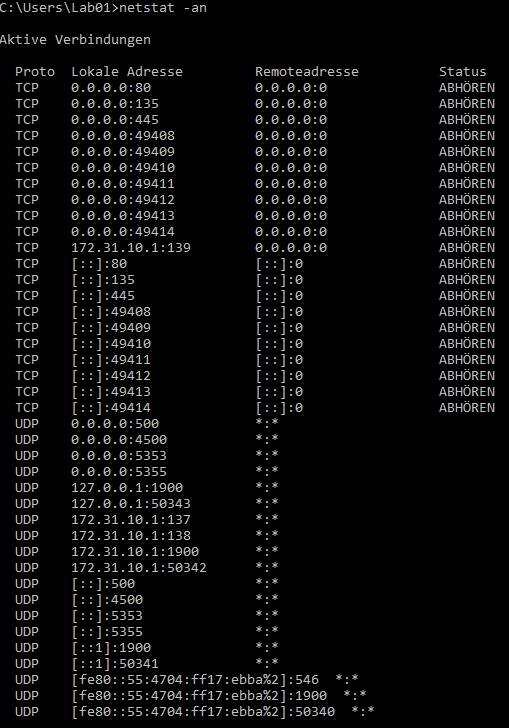 C:\Users\Lab01>netstat -an
Aktive Verbindungen
Proto  Lokale Adresse         Remoteadresse          Status
TCP    0.0.0.0:80             0.0.0.0:0              ABHÖREN
TCP    0.0.0.0:135            0.0.0.0:0              ABHÖREN
TCP    0.0.0.0:445            0.0.0.0:0              ABHÖREN
TCP    0.0.0.0:49408          0.0.0.0:0              ABHÖREN
TCP    0.0.0.0:49409          0.0.0.0:0              ABHÖREN
TCP    0.0.0.0:49410          0.0.0.0:0              ABHÖREN
TCP    0.0.0.0:49411          0.0.0.0:0              ABHÖREN
TCP    0.0.0.0:49412          0.0.0.0:0              ABHÖREN
TCP    0.0.0.0:49413          0.0.0.0:0              ABHÖREN
TCP    0.0.0.0:49414          0.0.0.0:0              ABHÖREN
TCP    172.31.10.1:139        0.0.0.0:0              ABHÖREN
TCP    [::]:80                [::]:0                 ABHÖREN
TCP    [::]:135               [::]:0                 ABHÖREN
TCP    [::]:445               [::]:0                 ABHÖREN
TCP    [::]:49408             [::]:0                 ABHÖREN
TCP    [::]:49409             [::]:0                 ABHÖREN
TCP    [::]:49410             [::]:0                 ABHÖREN
TCP    [::]:49411             [::]:0                 ABHÖREN
TCP    [::]:49412             [::]:0                 ABHÖREN
TCP    [::]:49413             [::]:0                 ABHÖREN
TCP    [::]:49414             [::]:0                 ABHÖREN
UDP    0.0.0.0:500            *:*
UDP    0.0.0.0:4500           *:*
UDP    0.0.0.0:5353           *:*
UDP    0.0.0.0:5355           *:*
UDP    127.0.0.1:1900         *:*
UDP    127.0.0.1:50343        *:*
UDP    172.31.10.1:137        *:*
UDP    172.31.10.1:138        *:*
UDP    172.31.10.1:1900       *:*
UDP    172.31.10.1:50342      *:*
UDP    [::]:500               *:*
UDP    [::]:4500              *:*
UDP    [::]:5353              *:*
UDP    [::]:5355              *:*
UDP    [::1]:1900             *:*
UDP    [::1]:50341            *:*
UDP    [fe80::55:4704:ff17:ebba%2]:546  *:*
UDP    [fe80::55:4704:ff17:ebba%2]:1900  *:*
UDP    [fe80::55:4704:ff17:ebba%2]:50340  *:*